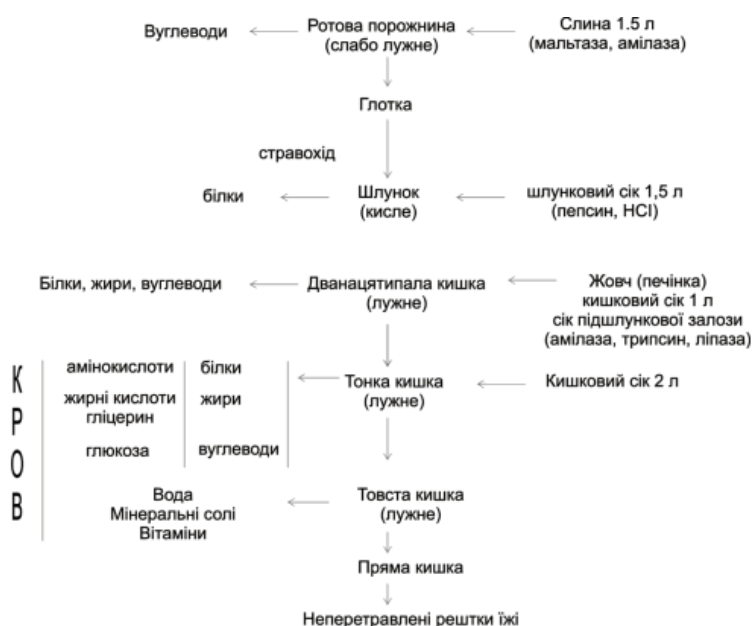 Вуглеводи
Ротова порожнина
(слабо лужне)
Слина 1.5 л
(мальтаза, амілаза)
Глотка
стравохід
білки
Шлунок
(кисле)
шлунковий сік 1,5 л
(пепсин, HCl)
Білки, жири, вуглеводи
Дванацятипала кишка
(лужне)
Жовч (печінка)
кишковий сік 1 л
сік підшлункової залози
(амілаза, трипсин, ліпаза)
КРОВ
амінокислоти
білки
жирні кислоти
гліцерин
жири
глюкоза
вуглеводи
Тонка кишка
(лужне)
Кишковий сік 2 л
Вода
Мінеральні солі
Вітаміни
Товста кишка
(лужне)
Пряма кишка
Неперетравлені рештки їжі